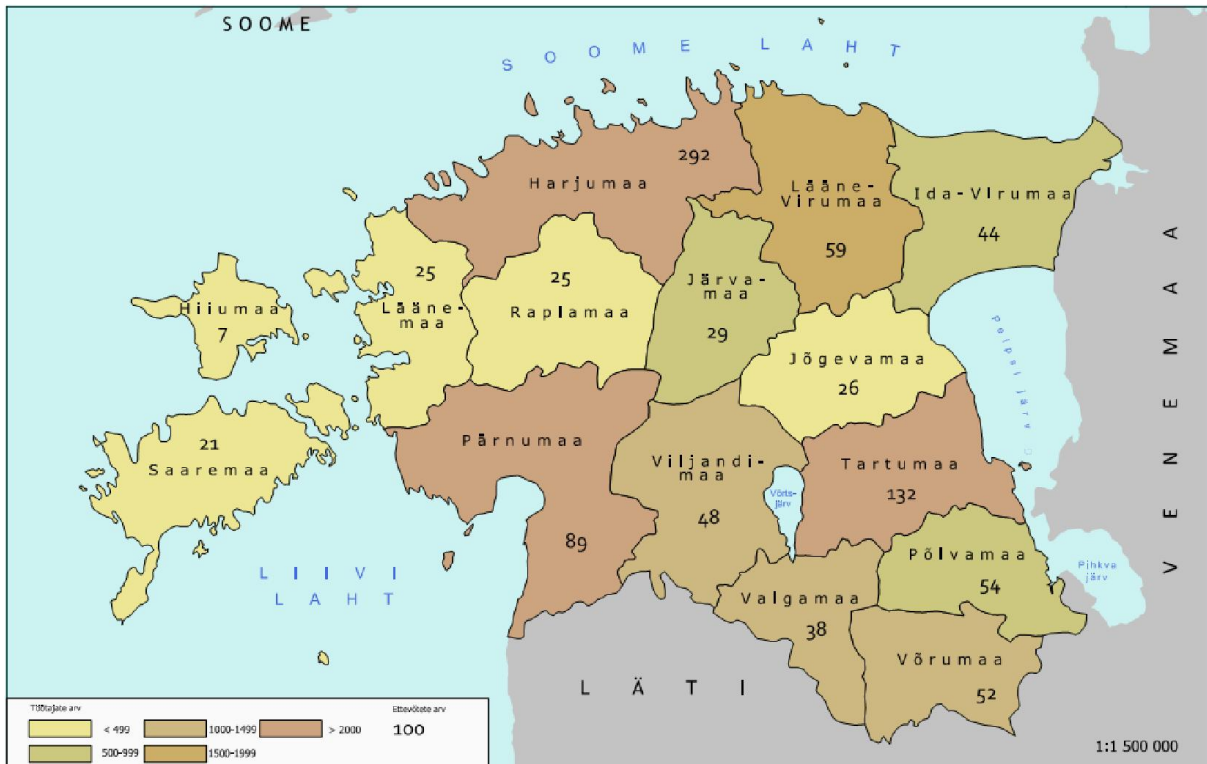 SOOME
SOOME LAHT
292
Harjumaa
Lääne-
Virumaa
59
Ida-Virumaa
44
25
Lääne-
maa
25
Raplamaa
Järva-
maa
29
Hiiumaa
7
Jõgevamaa
26
Peipsi järv
VENEMAA
21
Saaremaa
Pärnumaa
89
Viljandi-
maa
48
Võrts-
järv
Tartumaa
132
Põlvamaa
54
Pihkva
järv
LIIVI
LAHT
Valgamaa
38
Võrumaa
52
LÄTI
Töötajate arv
< 499
500-999
1000-1499
1500-1999
> 2000
Ettevõtete arv
100
1:1 500 000